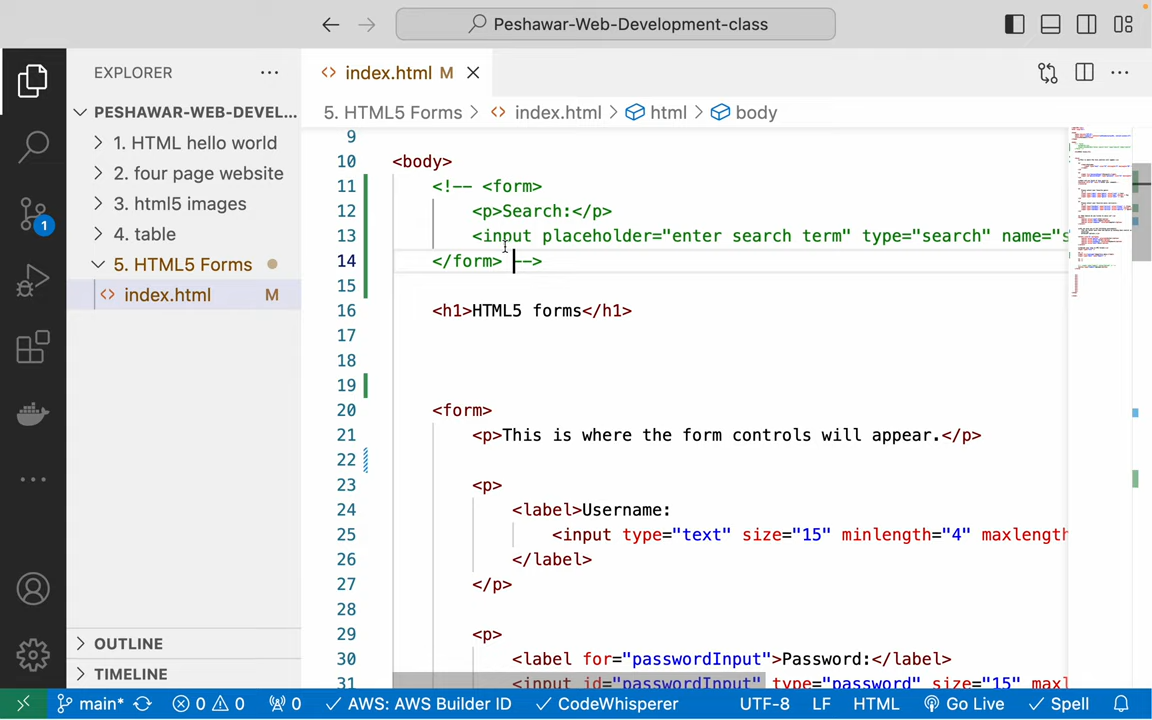 Peshawar-Web-Development-class
EXPLORER
PESHAWAR-WEB-DEVEL...
1. HTML hello world
2. four page website
3. html5 images
4. table
5. HTML5 Forms
index.html M
OUTLINE
TIMELINE
1
index.html M
5. HTML5 Forms > index.html > html > body
9
10 <body>
11 <!-- <form>
12 <p>Search:</p>
13 <input placeholder="enter search term" type="search" name="s
14 </form> -->
15
16 <h1>HTML5 forms</h1>
17
18
19
20 <form>
21 <p>This is where the form controls will appear.</p>
22
23 <p>
24 <label>Username:
25 <input type="text" size="15" minlength="4" maxlength
26 </label>
27 </p>
28
29 <p>
30 <label for="passwordInput">Password:</label>
31 <input id="passwordInput" type="password" size="15" maxl
main* 0 0 0 AWS: AWS Builder ID CodeWhisperer UTF-8 LF HTML Go Live Spell